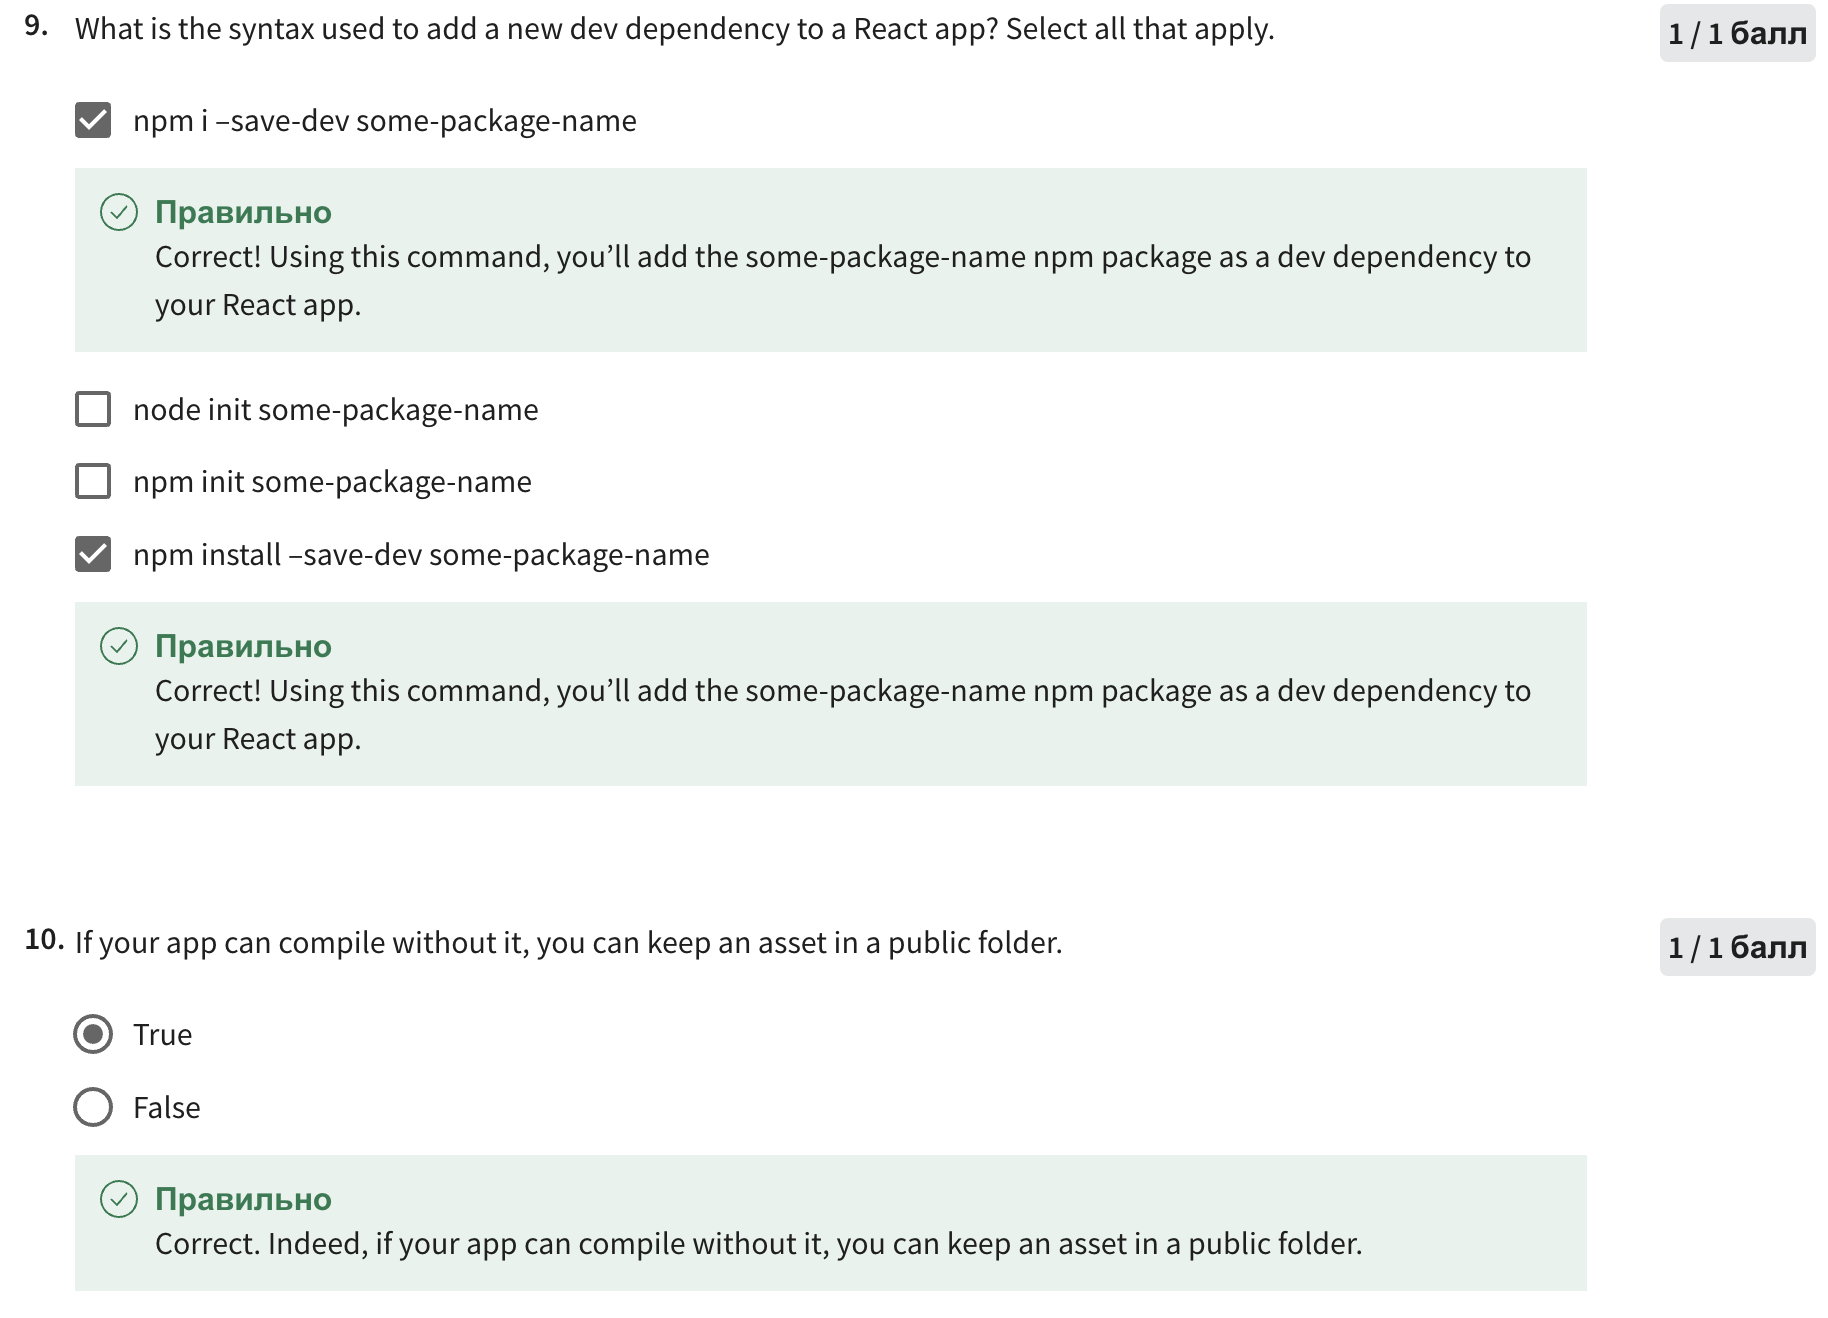 9. What is the syntax used to add a new dev dependency to a React app? Select all that apply.
1 / 1 балл
npm i –save-dev some-package-name
Правильно
Correct! Using this command, you’ll add the some-package-name npm package as a dev dependency to
your React app.
node init some-package-name
npm init some-package-name
npm install –save-dev some-package-name
Правильно
Correct! Using this command, you’ll add the some-package-name npm package as a dev dependency to
your React app.
10. If your app can compile without it, you can keep an asset in a public folder.
1 / 1 балл
True
False
Правильно
Correct. Indeed, if your app can compile without it, you can keep an asset in a public folder.